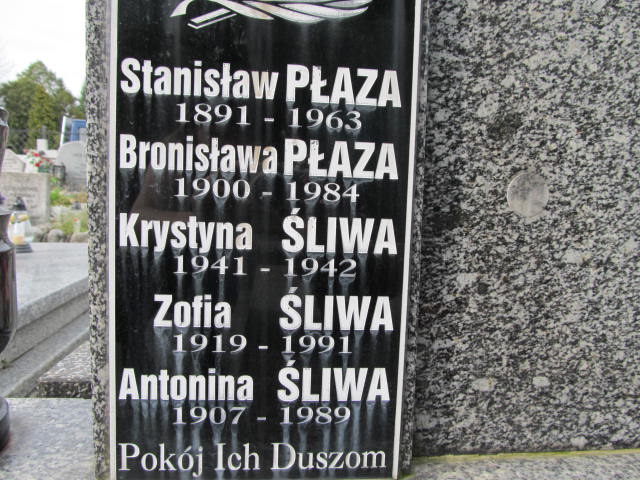 Stanisław PŁAZA
1891 - 1963
Bronisława PŁAZA
1900 - 1984
Krystyna ŚLIWA
1941 - 1942
Zofia ŚLIWA
1919 - 1991
Antonina ŚLIWA
1907 - 1989
Pokój Ich Duszom